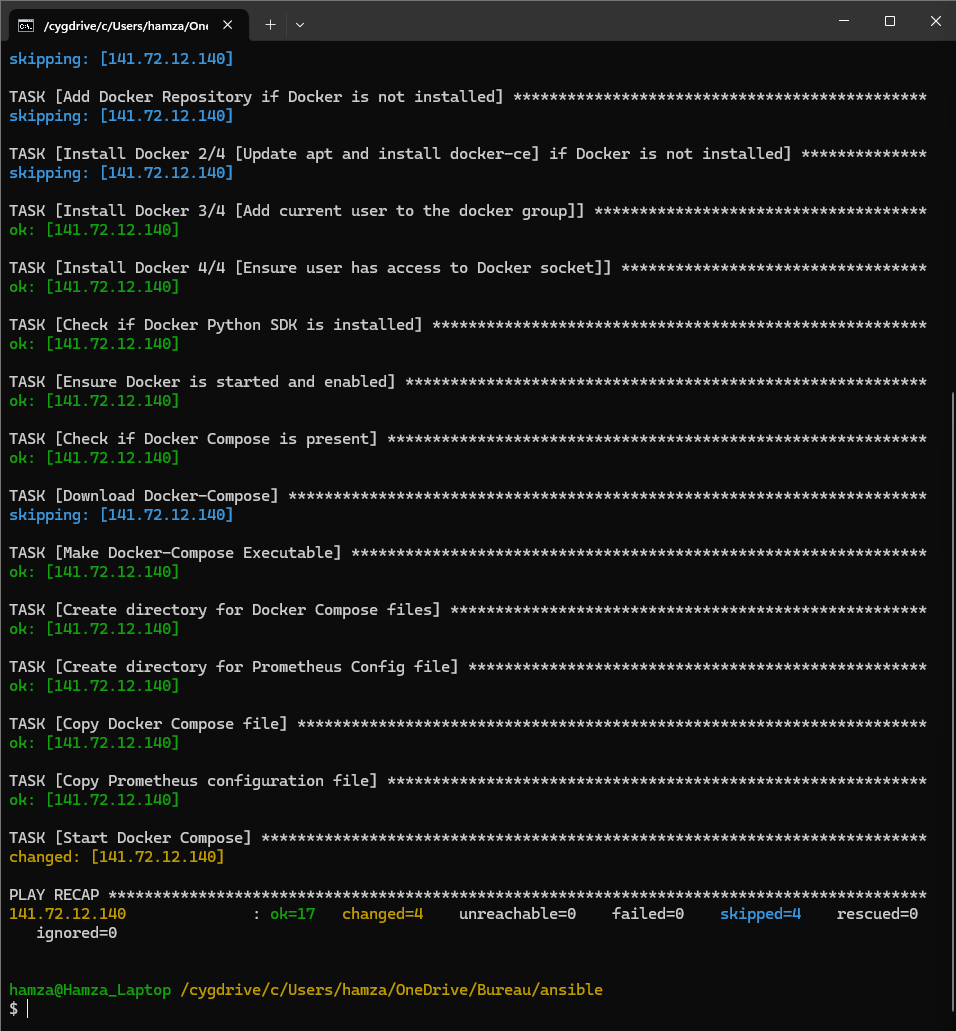 /cygdrive/c/Users/hamza/One
skipping: [141.72.12.140]
TASK [Add Docker Repository if Docker is not installed] **********************************************
skipping: [141.72.12.140]
TASK [Install Docker 2/4 [Update apt and install docker-ce] if Docker is not installed] **************
skipping: [141.72.12.140]
TASK [Install Docker 3/4 [Add current user to the docker group]] *************************************
ok: [141.72.12.140]
TASK [Install Docker 4/4 [Ensure user has access to Docker socket]] **********************************
ok: [141.72.12.140]
TASK [Check if Docker Python SDK is installed] *******************************************************
ok: [141.72.12.140]
TASK [Ensure Docker is started and enabled] **********************************************************
ok: [141.72.12.140]
TASK [Check if Docker Compose is present] ************************************************************
ok: [141.72.12.140]
TASK [Download Docker-Compose] ***********************************************************************
skipping: [141.72.12.140]
TASK [Make Docker-Compose Executable] ****************************************************************
ok: [141.72.12.140]
TASK [Create directory for Docker Compose files] *****************************************************
ok: [141.72.12.140]
TASK [Create directory for Prometheus Config file] ***************************************************
ok: [141.72.12.140]
TASK [Copy Docker Compose file] **********************************************************************
ok: [141.72.12.140]
TASK [Copy Prometheus configuration file] ************************************************************
ok: [141.72.12.140]
TASK [Start Docker Compose] **************************************************************************
changed: [141.72.12.140]
PLAY RECAP *******************************************************************************************
141.72.12.140              : ok=17   changed=4    unreachable=0    failed=0    skipped=4    rescued=0
   ignored=0
hamza@Hamza_Laptop /cygdrive/c/Users/hamza/OneDrive/Bureau/ansible
$